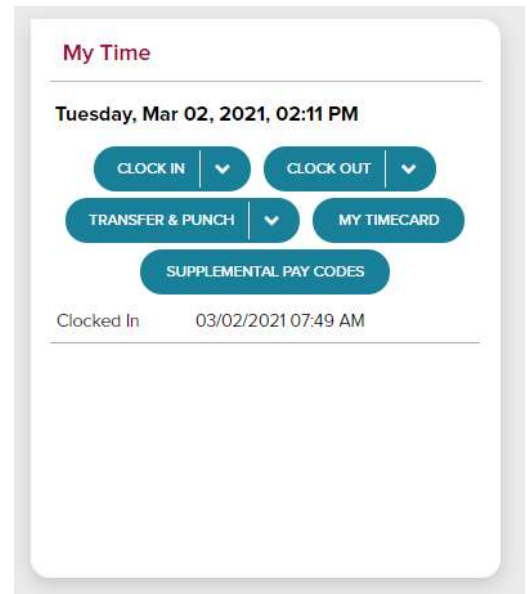 My Time
Tuesday, Mar 02, 2021, 02:11 PM
CLOCK IN CLOCK OUT
TRANSFER & PUNCH MY TIMECARD
SUPPLEMENTAL PAY CODES
Clocked In 03/02/2021 07:49 AM